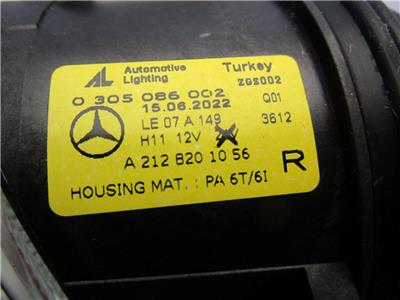 AL Automotive Lighting Turkey
ZGS002
0 305 086 002
15.06.2022 Q01
LE 07 A 149 3612
H11 12V
A 212 820 10 56 R
HOUSING MAT. : PA 6T/6I